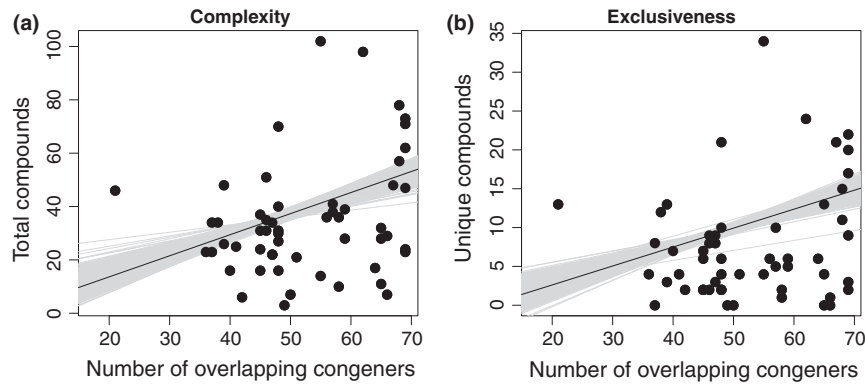 (a) Complexity
Total compounds
100
80
60
40
20
0
20 30 40 50 60 70
Number of overlapping congeners
(b) Exclusiveness
Unique compounds
35
30
25
20
15
10
5
0
20 30 40 50 60 70
Number of overlapping congeners